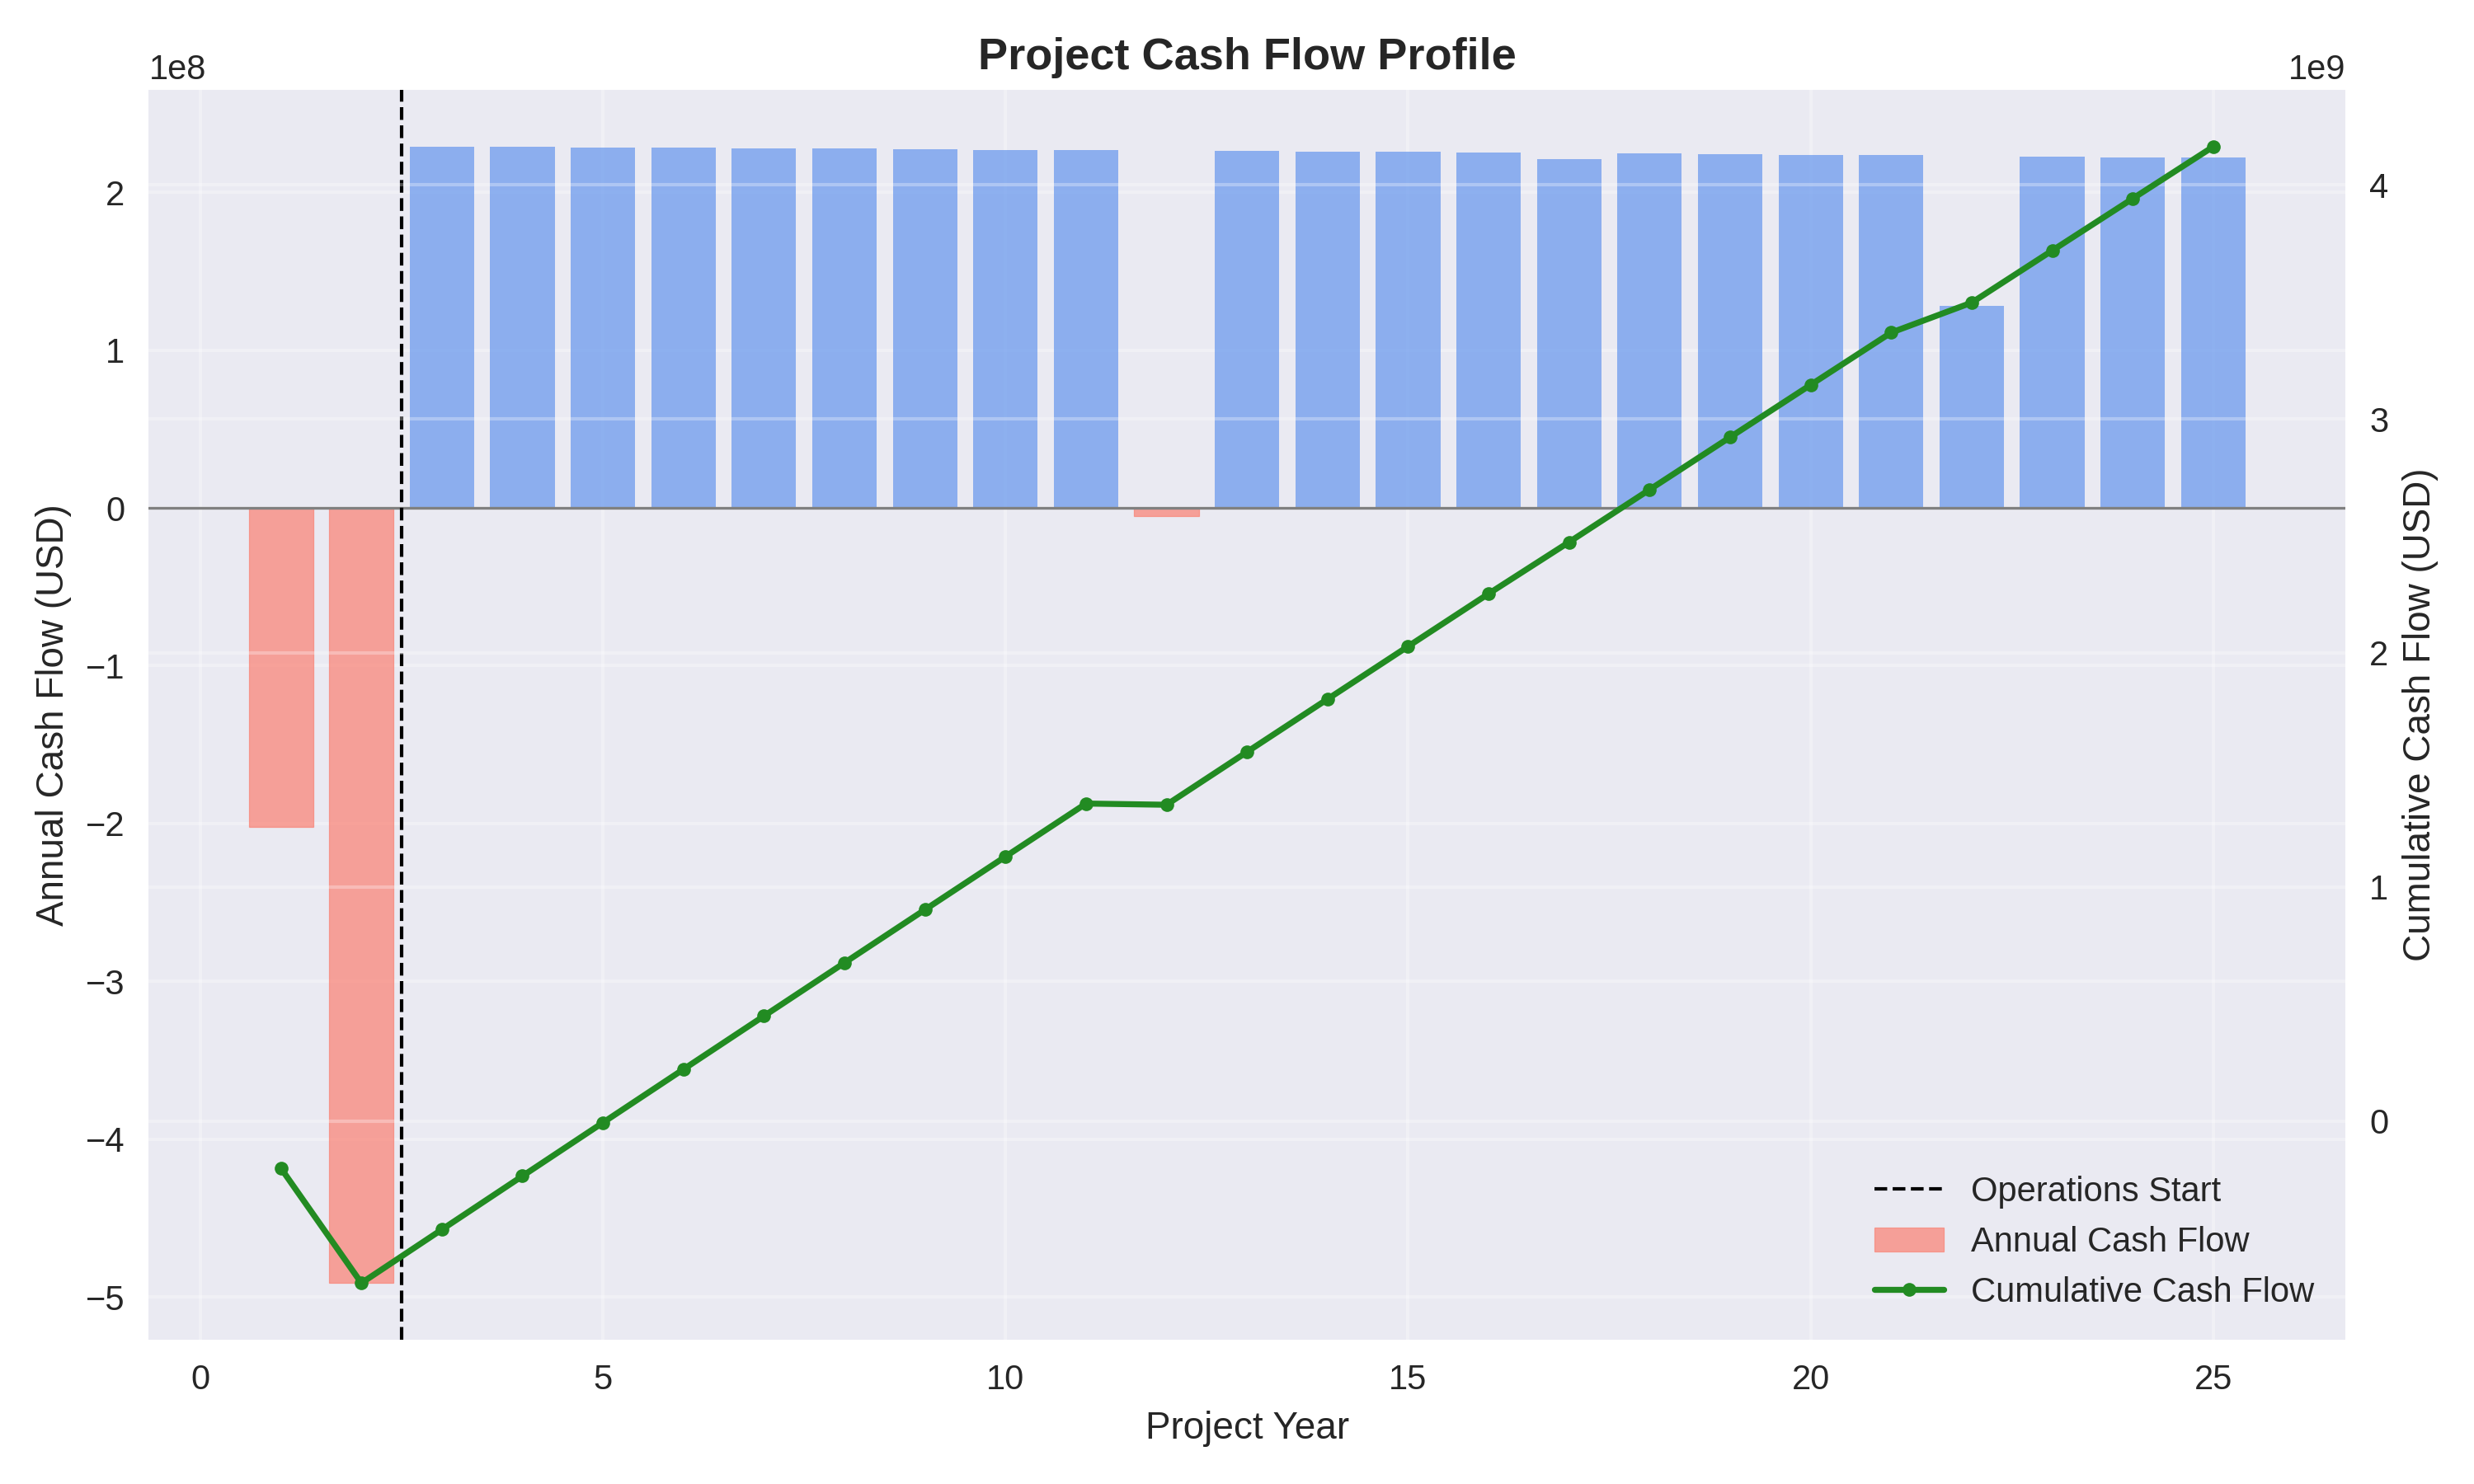 Project Cash Flow Profile
1e8
1e9
2
1
0
−1
−2
−3
−4
−5
Annual Cash Flow (USD)
4
3
2
1
0
Cumulative Cash Flow (USD)
Operations Start
Annual Cash Flow
Cumulative Cash Flow
0 5 10 15 20 25
Project Year